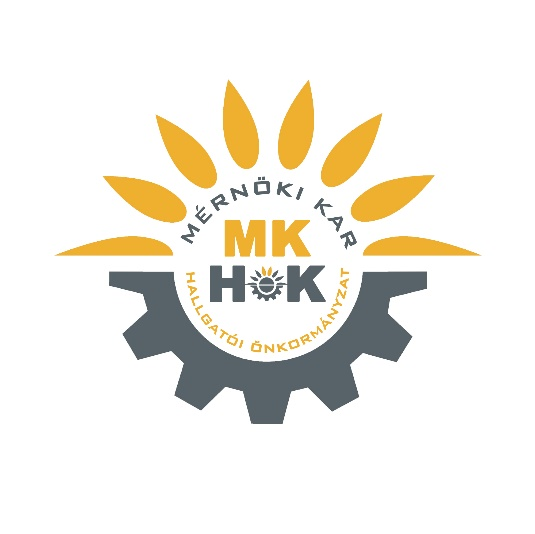 MÉRNÖKI KAR
MK
HÖK
HALLGATÓI ÖNKORMÁNYZAT